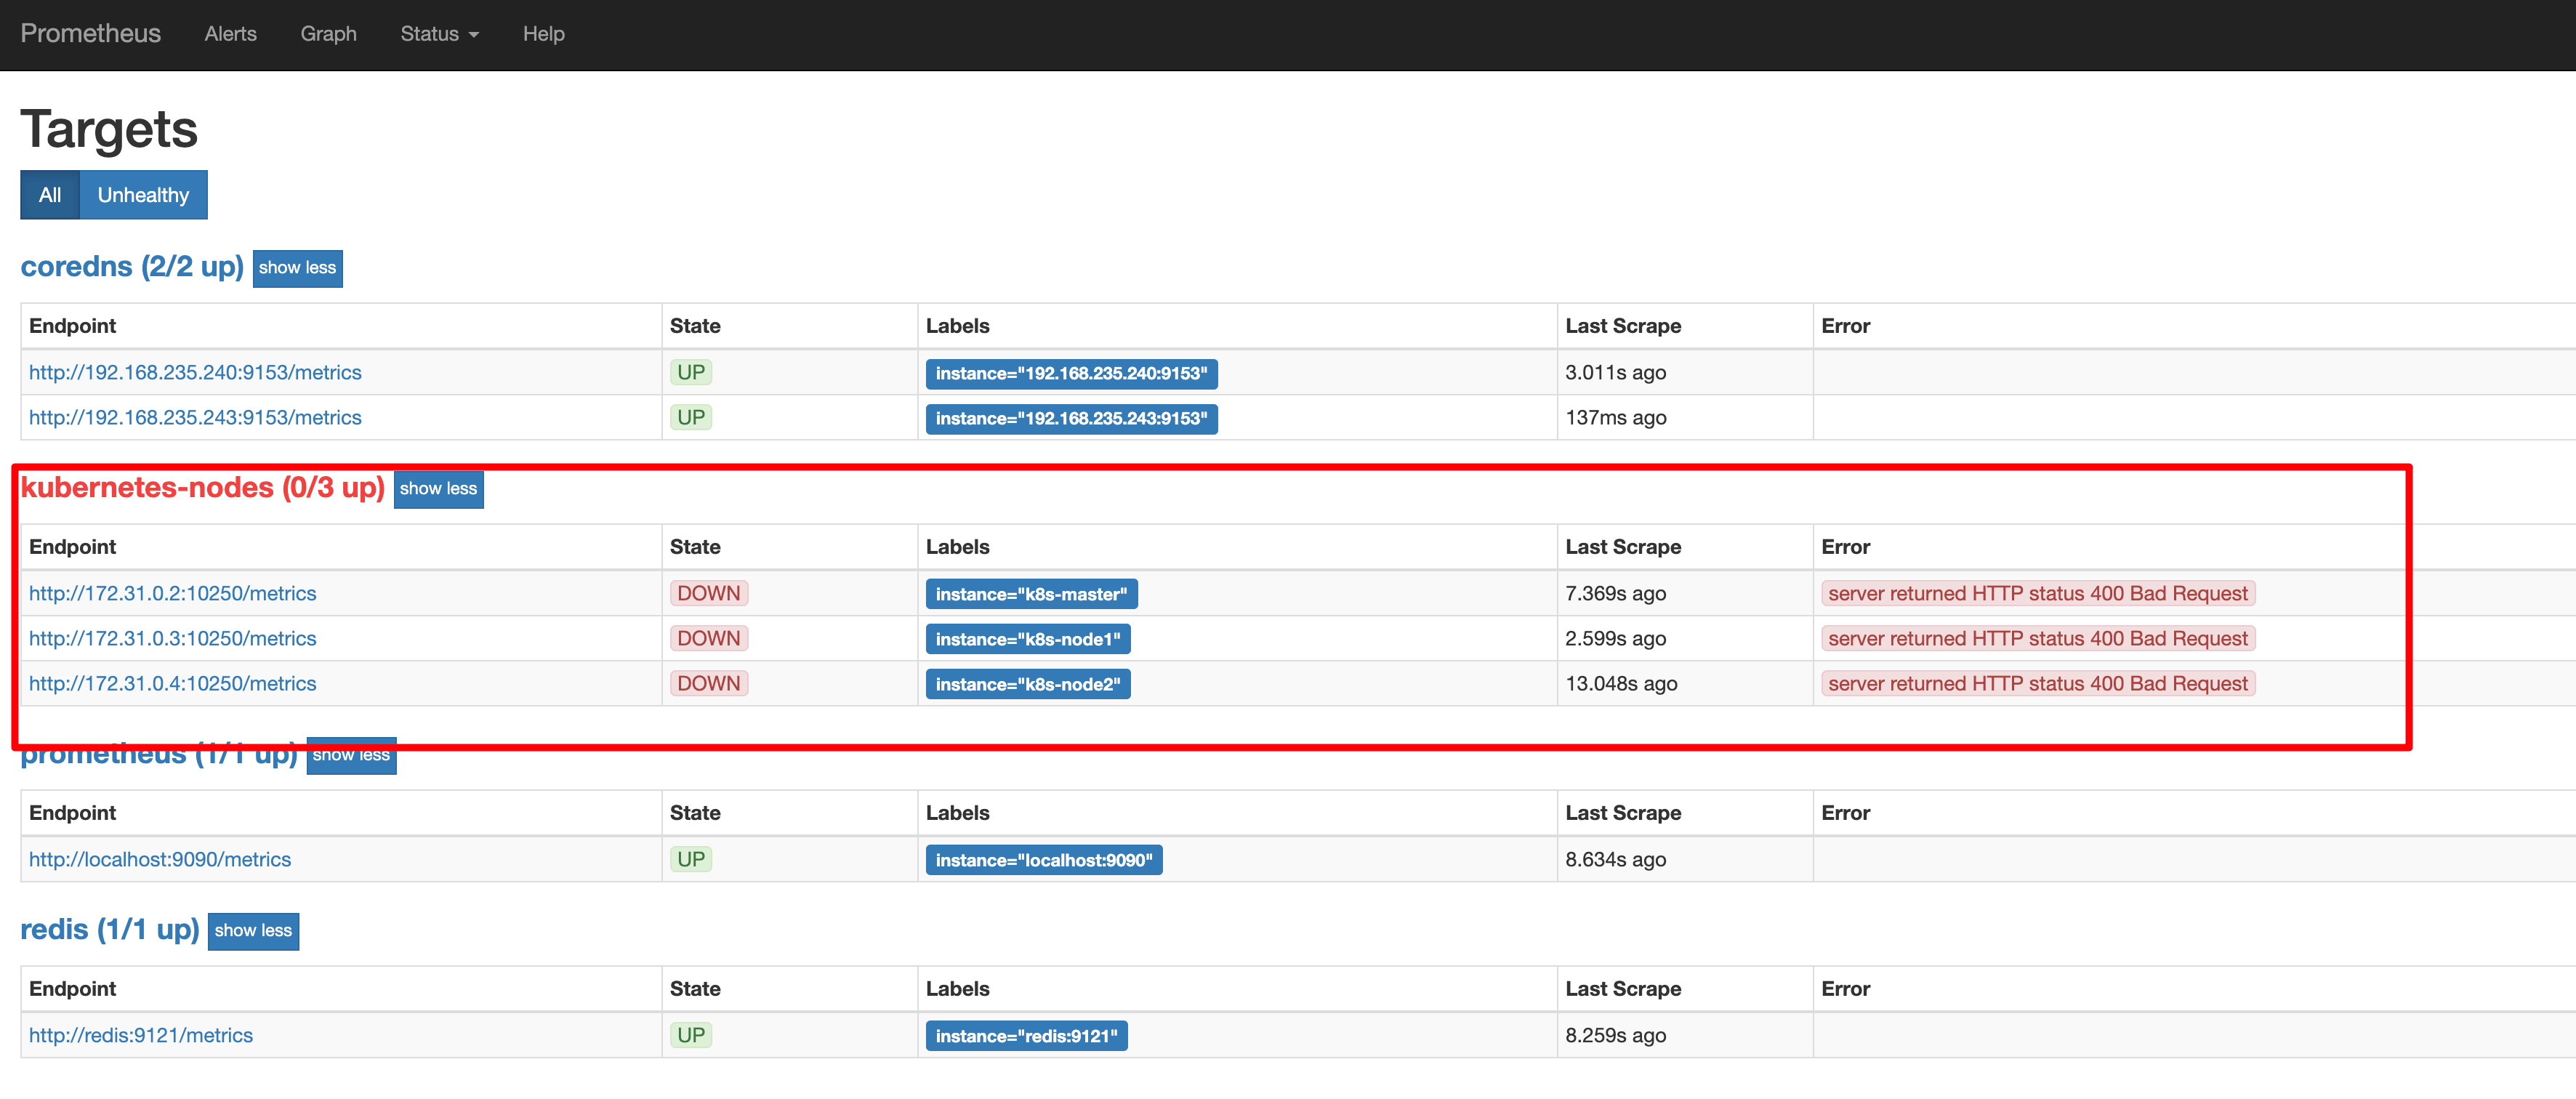 Prometheus Alerts Graph Status Help
Targets
All Unhealthy
coredns (2/2 up) show less
Endpoint State Labels Last Scrape Error
http://192.168.235.240:9153/metrics UP instance="192.168.235.240:9153" 3.011s ago
http://192.168.235.243:9153/metrics UP instance="192.168.235.243:9153" 137ms ago
kubernetes-nodes (0/3 up) show less
Endpoint State Labels Last Scrape Error
http://172.31.0.2:10250/metrics DOWN instance="k8s-master" 7.369s ago server returned HTTP status 400 Bad Request
http://172.31.0.3:10250/metrics DOWN instance="k8s-node1" 2.599s ago server returned HTTP status 400 Bad Request
http://172.31.0.4:10250/metrics DOWN instance="k8s-node2" 13.048s ago server returned HTTP status 400 Bad Request
prometheus (1/1 up) show less
Endpoint State Labels Last Scrape Error
http://localhost:9090/metrics UP instance="localhost:9090" 8.634s ago
redis (1/1 up) show less
Endpoint State Labels Last Scrape Error
http://redis:9121/metrics UP instance="redis:9121" 8.259s ago